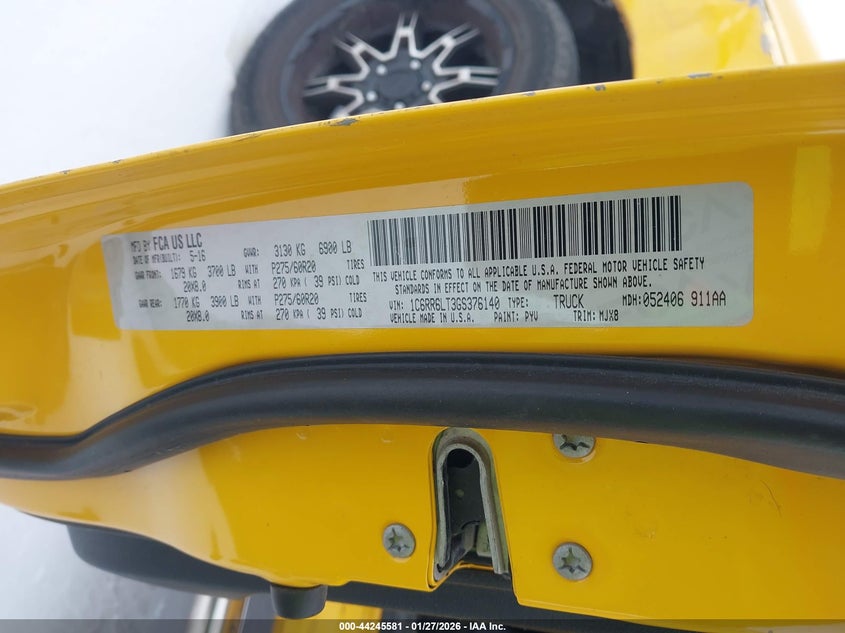 MFD BY: FCA US LLC
DATE OF MFR(BUILT): 5-16
GVWR: 3130 KG 6900 LB
GAWR FRONT: 1679 KG 3700 LB WITH P275/60R20 TIRES
20X8.0 RIMS AT 270 KPA ( 39 PSI) COLD
GAWR REAR: 1770 KG 3900 LB WITH P275/60R20 TIRES
20X8.0 RIMS AT 270 KPA ( 39 PSI) COLD
THIS VEHICLE CONFORMS TO ALL APPLICABLE U.S.A. FEDERAL MOTOR VEHICLE SAFETY
STANDARDS IN EFFECT ON THE DATE OF MANUFACTURE SHOWN ABOVE.
VIN: 1C6RR6LT3GS376140 TYPE: TRUCK MDH: 052406 911AA
VEHICLE MADE IN U.S.A. PAINT: PYV TRIM: MJX8
000-44245581 | 01/27/2026 - IAA Inc.